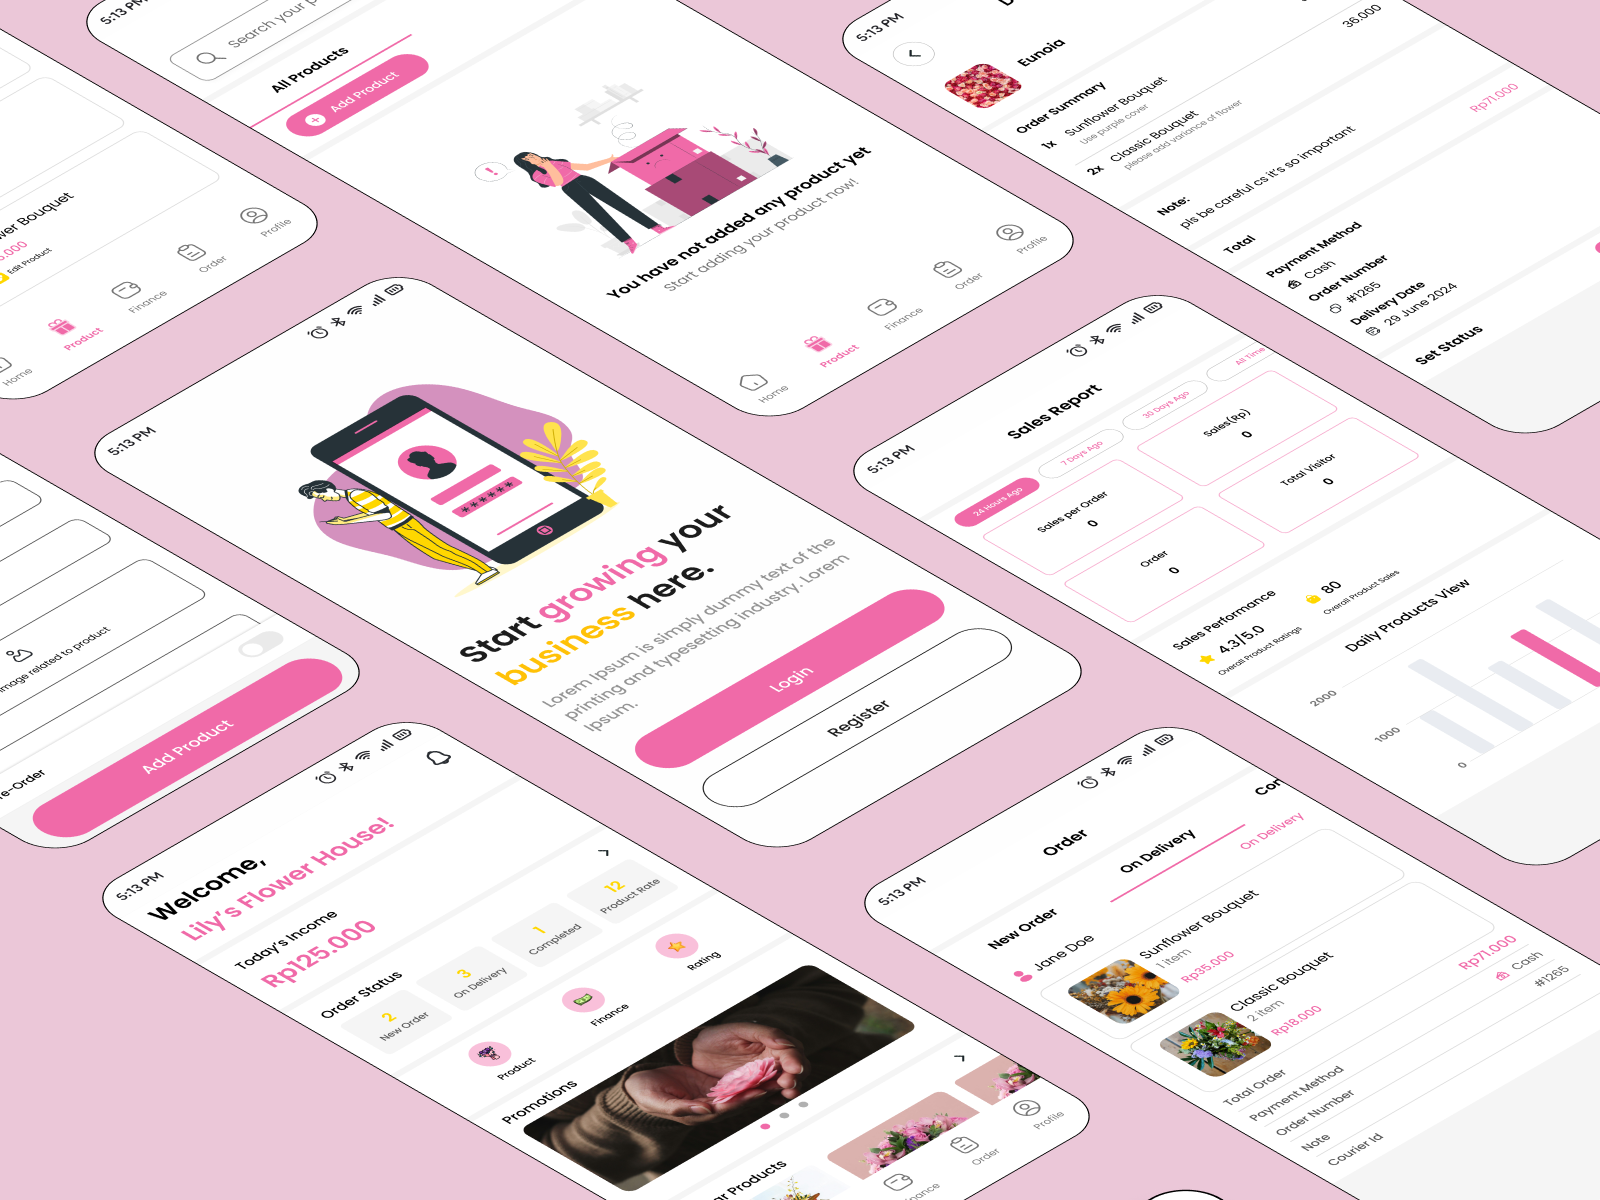 5:13 PM
Search your
All Products
Add Product
You have not added any product yet
Start adding your product now!
Home
Product
Finance
Order
Profile
Bouquet
Edit Product
Home
Product
Finance
Order
Profile
5:13 PM
Eunoia
Order Summary
1x
Sunflower Bouquet
Use purple cover
36.000
2x
Classic Bouquet
please add variance of flower
Note:
pls be careful cs it's so important
Total
Rp71.000
Payment Method
Cash
Order Number
#1265
Delivery Date
29 June 2024
Set Status
5:13 PM
Start growing your
business here.
Lorem Ipsum is simply dummy text of the
printing and typesetting industry. Lorem
Ipsum.
Login
Register
5:13 PM
Sales Report
24 Hours Ago
7 Days Ago
30 Days Ago
All Time
Sales per Order
0
Sales(Rp)
0
Order
0
Total Visitor
0
Sales Performance
4.3/5.0
Overall Product Ratings
80
Overall Product Sales
Daily Products View
2000
1000
0
image related to product
Add Product
5:13 PM
Welcome,
Lily's Flower House!
Today's Income
Rp125.000
Order Status
2
New Order
3
On Delivery
1
Completed
12
Product Rate
Product
Finance
Rating
Promotions
Products
Order
Profile
5:13 PM
Order
New Order
On Delivery
Jane Doe
On Delivery
Sunflower Bouquet
1 item
Rp35.000
Classic Bouquet
2 item
Rp18.000
Total Order
Rp71.000
Payment Method
Cash
Order Number
#1265
Note
Courier Id